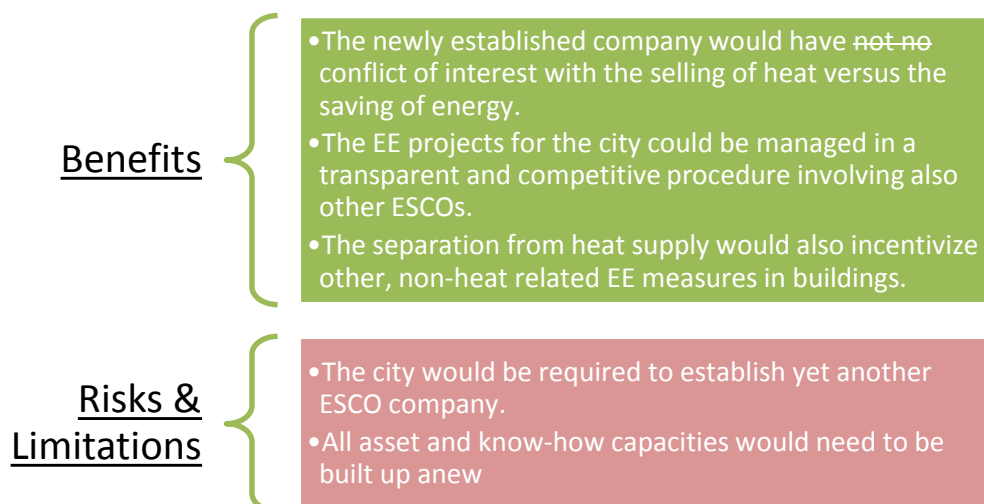 Benefits
•The newly established company would have not no
conflict of interest with the selling of heat versus the
saving of energy.
•The EE projects for the city could be managed in a
transparent and competitive procedure involving also
other ESCOs.
•The separation from heat supply would also incentivize
other, non-heat related EE measures in buildings.
Risks &
Limitations
•The city would be required to establish yet another
ESCO company.
•All asset and know-how capacities would need to be
built up anew